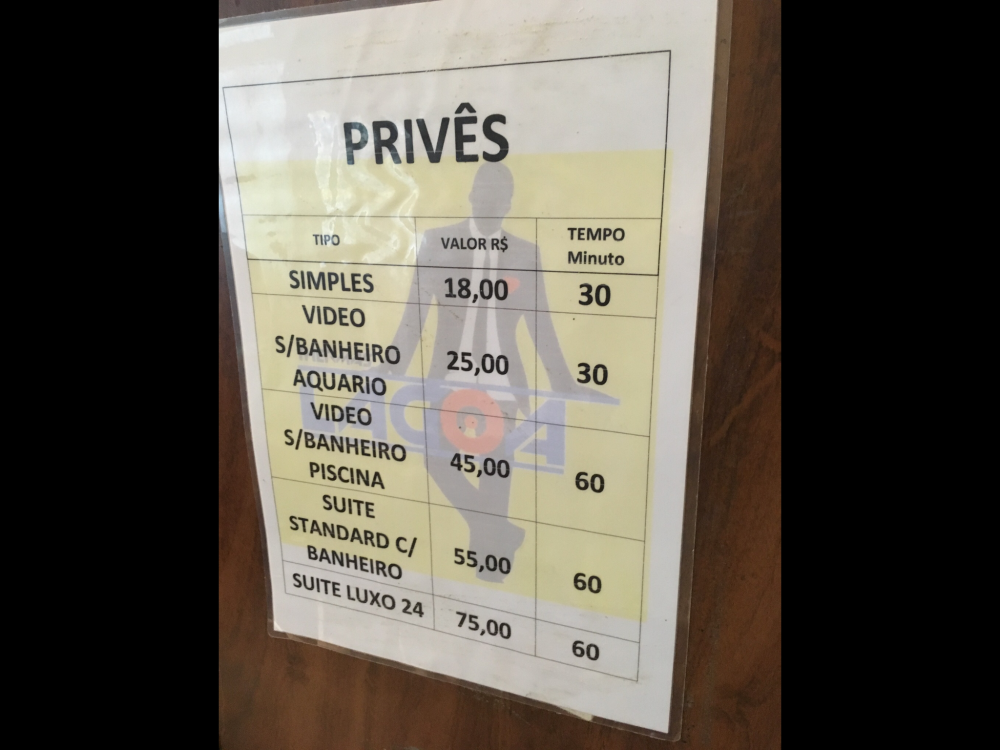 PRIVÊS
TIPO VALOR R$ TEMPO
Minuto
SIMPLES 18,00 30
VIDEO
S/BANHEIRO 25,00 30
AQUARIO
LAGOA
VIDEO
S/BANHEIRO 45,00 60
PISCINA
SUITE
STANDARD C/ 55,00 60
BANHEIRO
SUITE LUXO 24 75,00 60